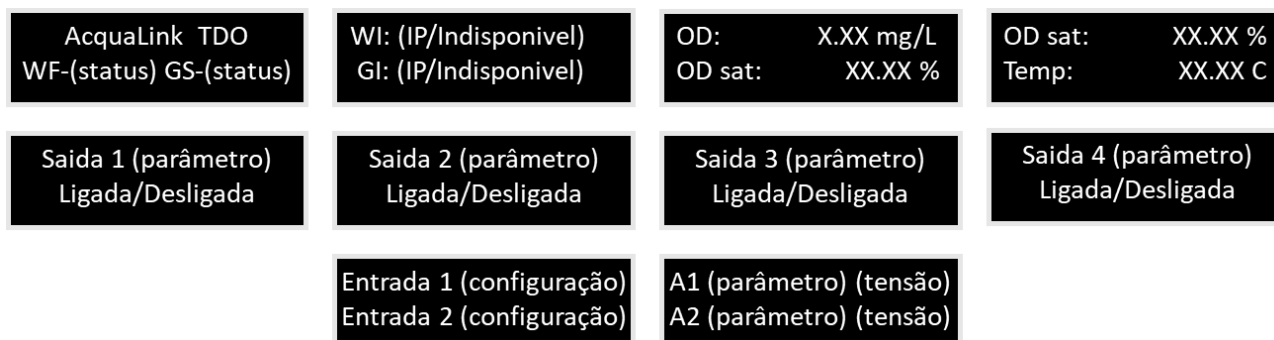 AcquaLink TDO
WF-(status) GS-(status)
WI: (IP/Indisponivel)
GI: (IP/Indisponivel)
OD: X.XX mg/L
OD sat: XX.XX %
OD sat: XX.XX %
Temp: XX.XX C
Saida 1 (parâmetro)
Ligada/Desligada
Saida 2 (parâmetro)
Ligada/Desligada
Saida 3 (parâmetro)
Ligada/Desligada
Saida 4 (parâmetro)
Ligada/Desligada
Entrada 1 (configuração)
Entrada 2 (configuração)
A1 (parâmetro) (tensão)
A2 (parâmetro) (tensão)